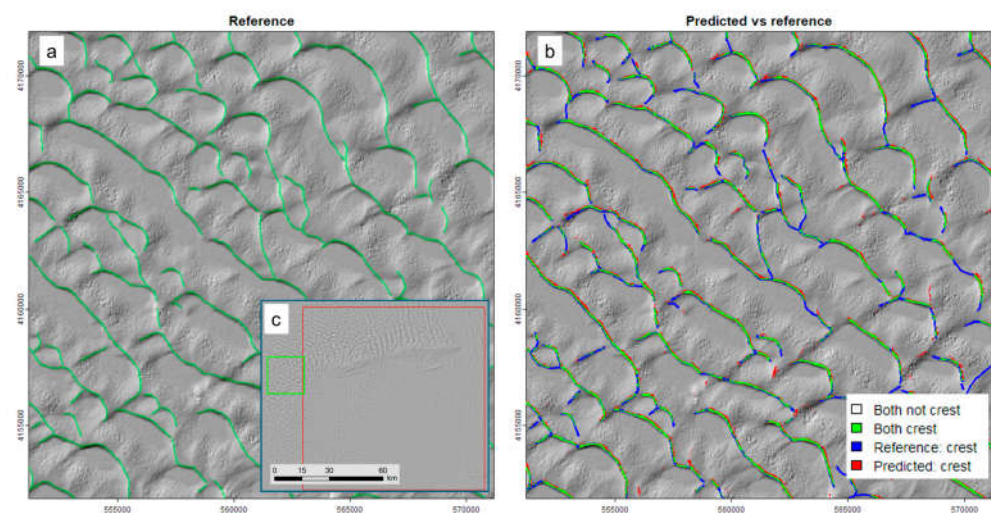 Reference
Predicted vs reference
a
b
4170000
4165000
4160000
4155000
4170000
4165000
4160000
4155000
c
0 15 30 60
km
Both not crest
Both crest
Reference: crest
Predicted: crest
555000 560000 565000 570000
555000 560000 565000 570000